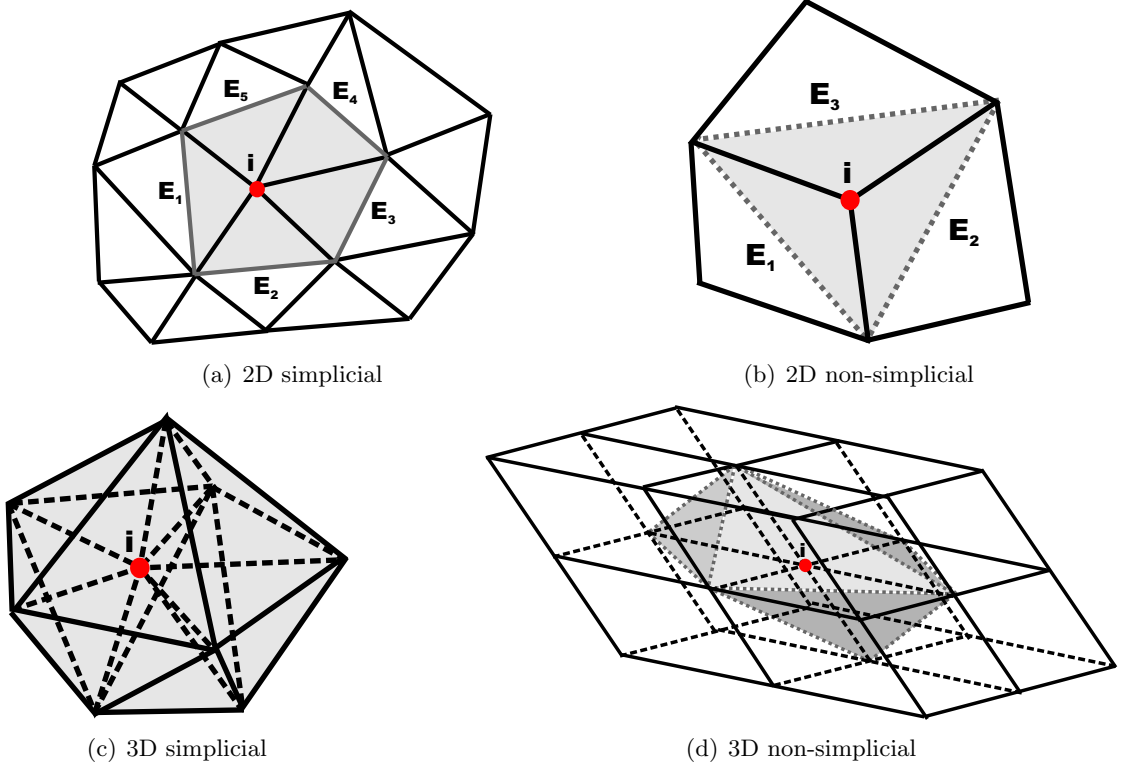 E₅ E₄
i
E₁ E₃
E₂
(a) 2D simplicial
E₃
i
E₁ E₂
(b) 2D non-simplicial
i
(c) 3D simplicial
i
(d) 3D non-simplicial